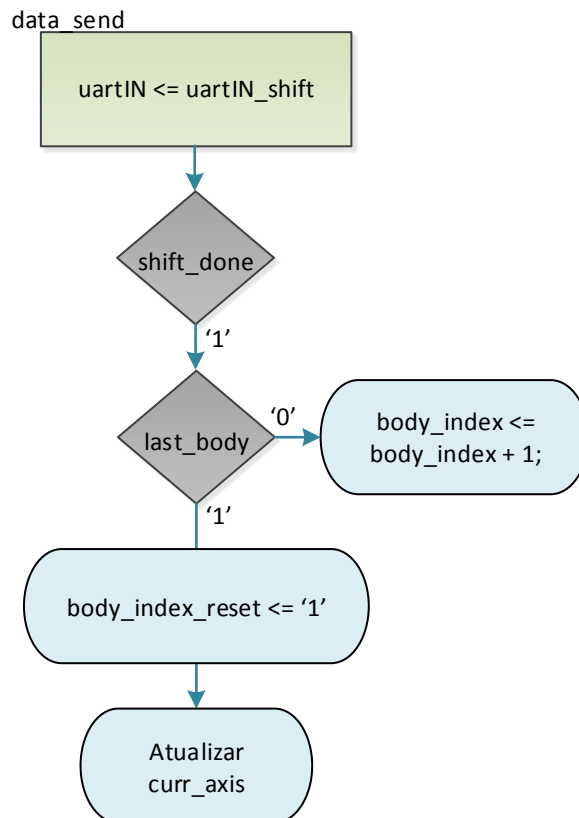 data_send
uartIN <= uartIN_shift
shift_done
‘1’
last_body
‘0’
body_index <=
body_index + 1;
‘1’
body_index_reset <= ‘1’
Atualizar
curr_axis